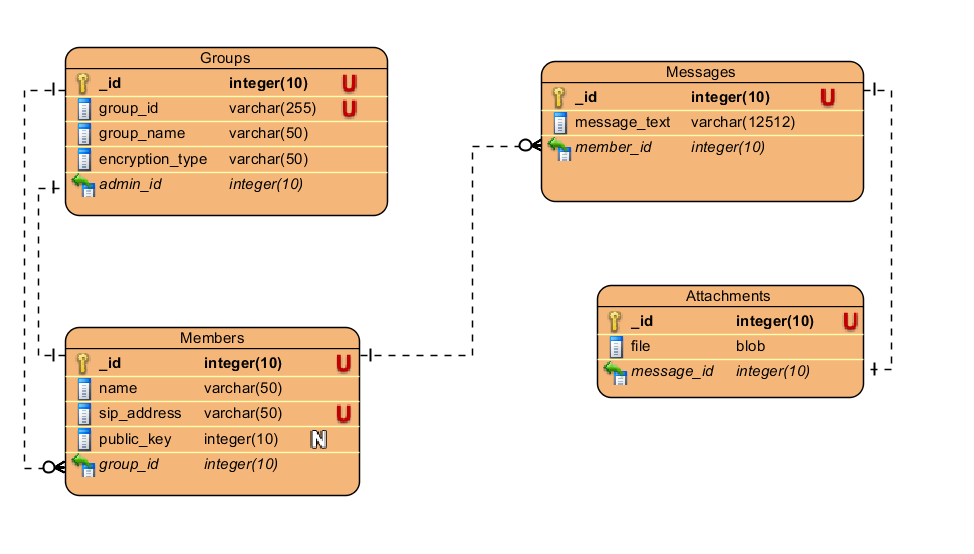 Groups
_id integer(10) U
group_id varchar(255) U
group_name varchar(50)
encryption_type varchar(50)
admin_id integer(10)
Messages
_id integer(10) U
message_text varchar(12512)
member_id integer(10)
Members
_id integer(10) U
name varchar(50)
sip_address varchar(50) U
public_key integer(10) N
group_id integer(10)
Attachments
_id integer(10) U
file blob
message_id integer(10)